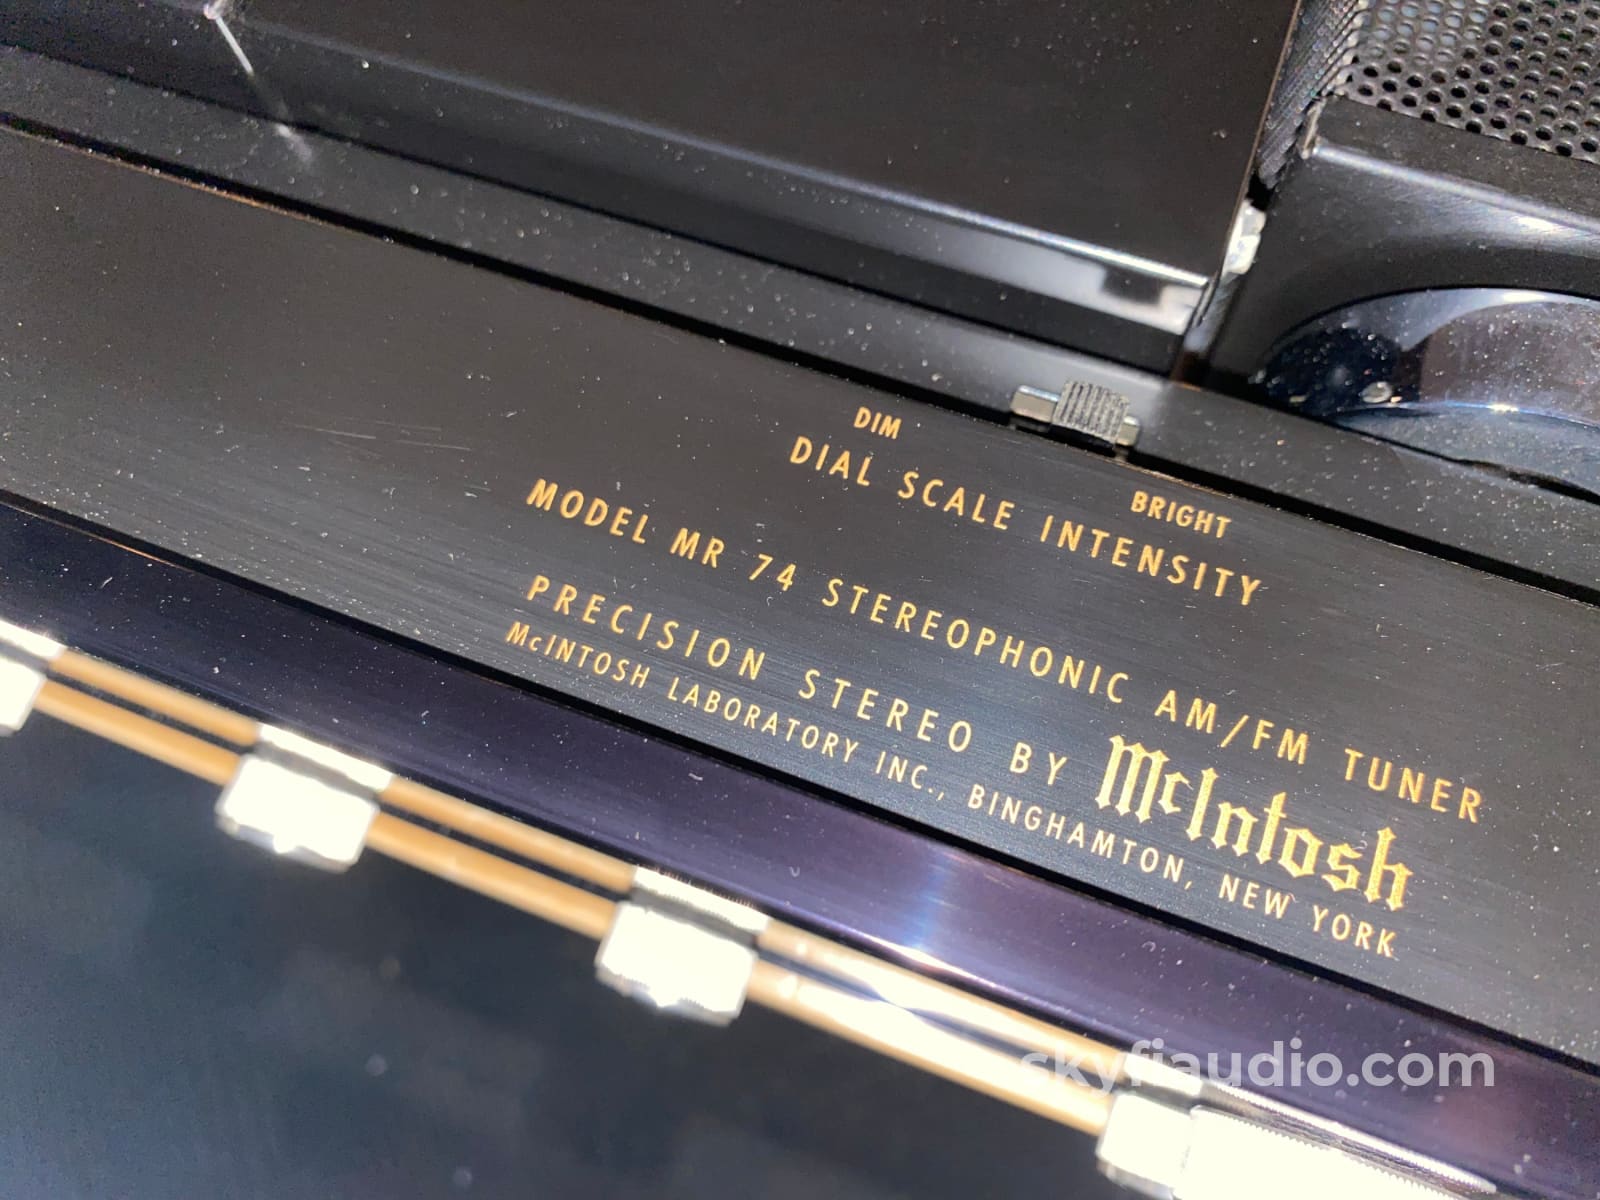 DIM
BRIGHT
DIAL SCALE INTENSITY
MODEL MR 74 STEREOPHONIC AM/FM TUNER
PRECISION STEREO BY McIntosh
McINTOSH LABORATORY INC., BINGHAMTON, NEW YORK
skyfiaudio.com